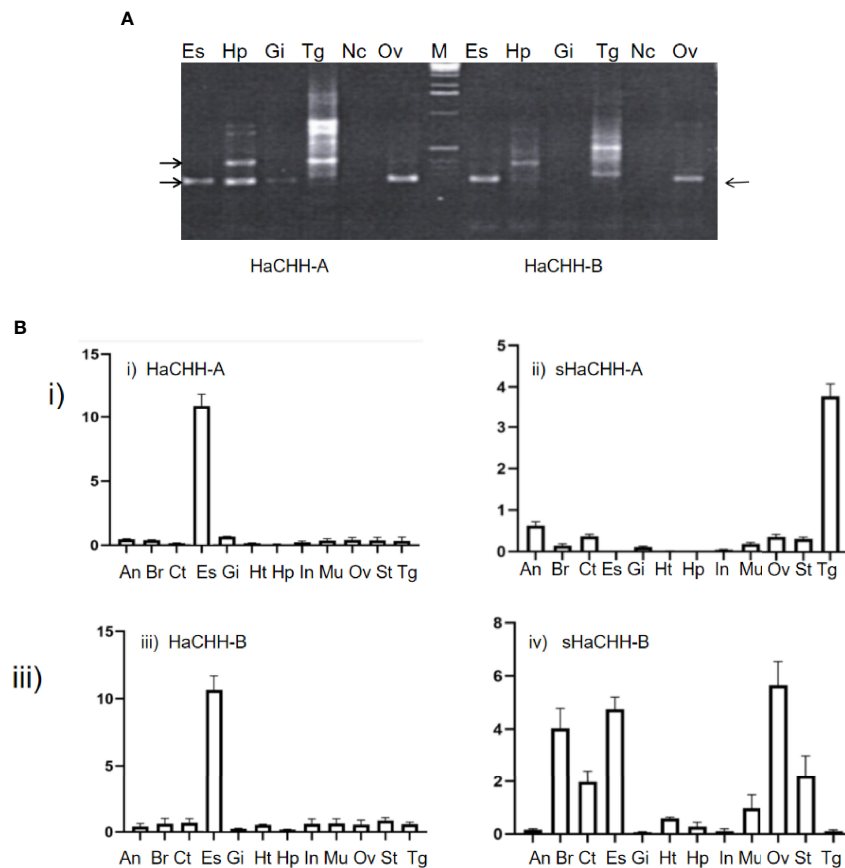 A
Es Hp Gi Tg Nc Ov M Es Hp Gi Tg Nc Ov
HaCHH-A HaCHH-B
B
i)
i) HaCHH-A
15
10
5
0
An Br Ct Es Gi Ht Hp In Mu Ov St Tg
ii) sHaCHH-A
5
4
3
2
1
0
An Br Ct Es Gi Ht Hp In Mu Ov St Tg
iii)
iii) HaCHH-B
15
10
5
0
An Br Ct Es Gi Ht Hp In Mu Ov St Tg
iv) sHaCHH-B
8
6
4
2
0
An Br Ct Es Gi Ht Hp In Mu Ov St Tg